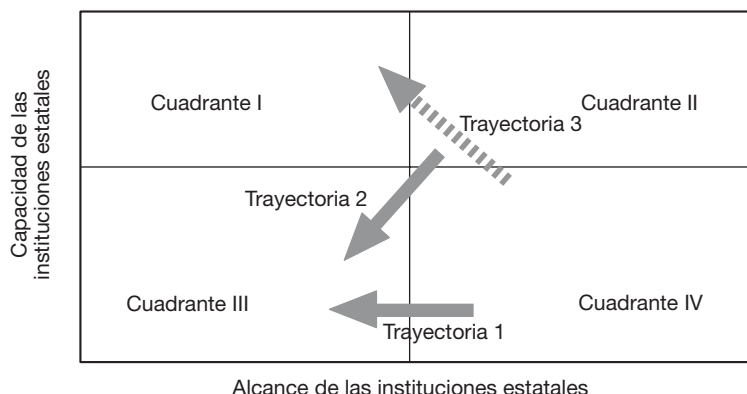 Capacidad de las
instituciones estatales
Cuadrante I
Cuadrante II
Trayectoria 3
Trayectoria 2
Cuadrante III
Cuadrante IV
Trayectoria 1
Alcance de las instituciones estatales